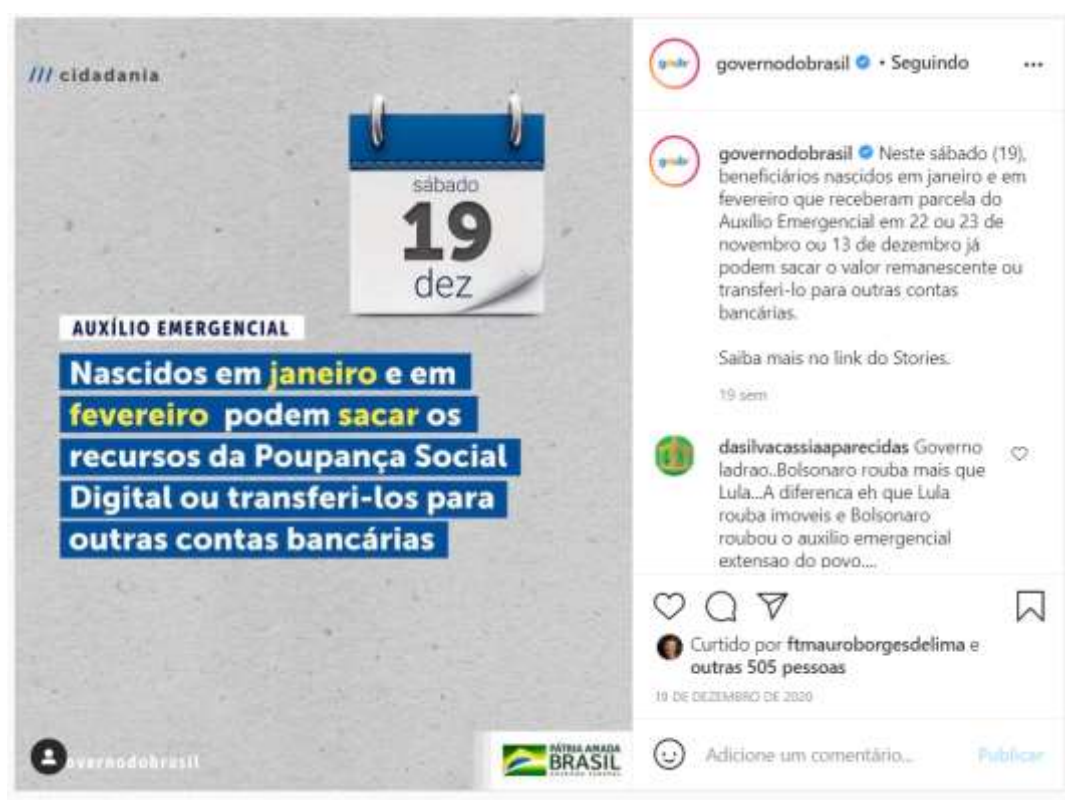 /// cidadania
sábado
19
dez
AUXÍLIO EMERGENCIAL
Nascidos em janeiro e em
fevereiro podem sacar os
recursos da Poupança Social
Digital ou transferi-los para
outras contas bancárias
overnodobrasil
PÁTRIA AMADA
BRASIL
GOVERNO FEDERAL
governodobrasil • Seguindo
governodobrasil Neste sábado (19),
beneficiários nascidos em janeiro e em
fevereiro que receberam parcela do
Auxílio Emergencial em 22 ou 23 de
novembro ou 13 de dezembro já
podem sacar o valor remanescente ou
transferi-lo para outras contas
bancárias.
Saiba mais no link do Stories.
19 sem
dasilvacassiaaparecidas Governo
ladrao..Bolsonaro rouba mais que
Lula...A diferenca eh que Lula
rouba imoveis e Bolsonaro
roubou o auxilio emergencial
extensao do povo....
Curtido por ftmauroborgesdelima e
outras 505 pessoas
19 DE DEZEMBRO DE 2020
Adicione um comentário... Publicar